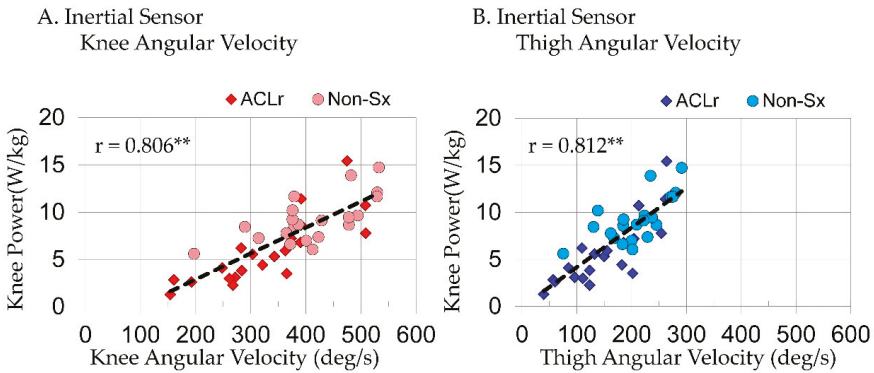 A. Inertial Sensor
Knee Angular Velocity
ACLr Non-Sx
r = 0.806**
Knee Power(W/kg)
20
15
10
5
0
0 100 200 300 400 500 600
Knee Angular Velocity (deg/s)
B. Inertial Sensor
Thigh Angular Velocity
ACLr Non-Sx
r = 0.812**
Knee Power(W/kg)
20
15
10
5
0
0 100 200 300 400 500 600
Thigh Angular Velocity (deg/s)